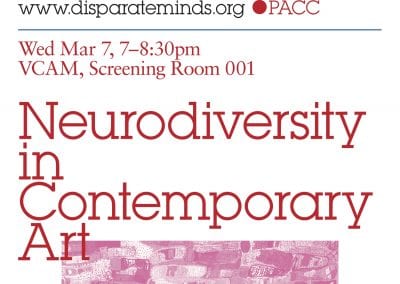 www.disparateminds.org ●PACC
Wed Mar 7, 7–8:30pm
VCAM, Screening Room 001
Neurodiversity
in
Contemporary
Art